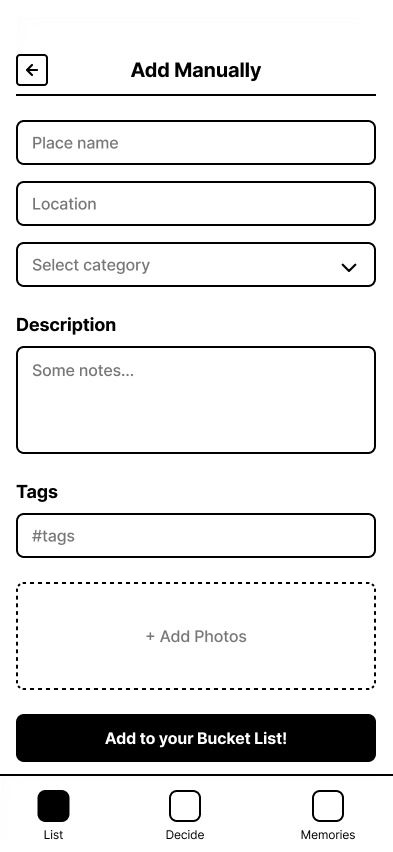 Add Manually
Place name
Location
Select category
Description
Some notes...
Tags
#tags
+ Add Photos
Add to your Bucket List!
List
Decide
Memories